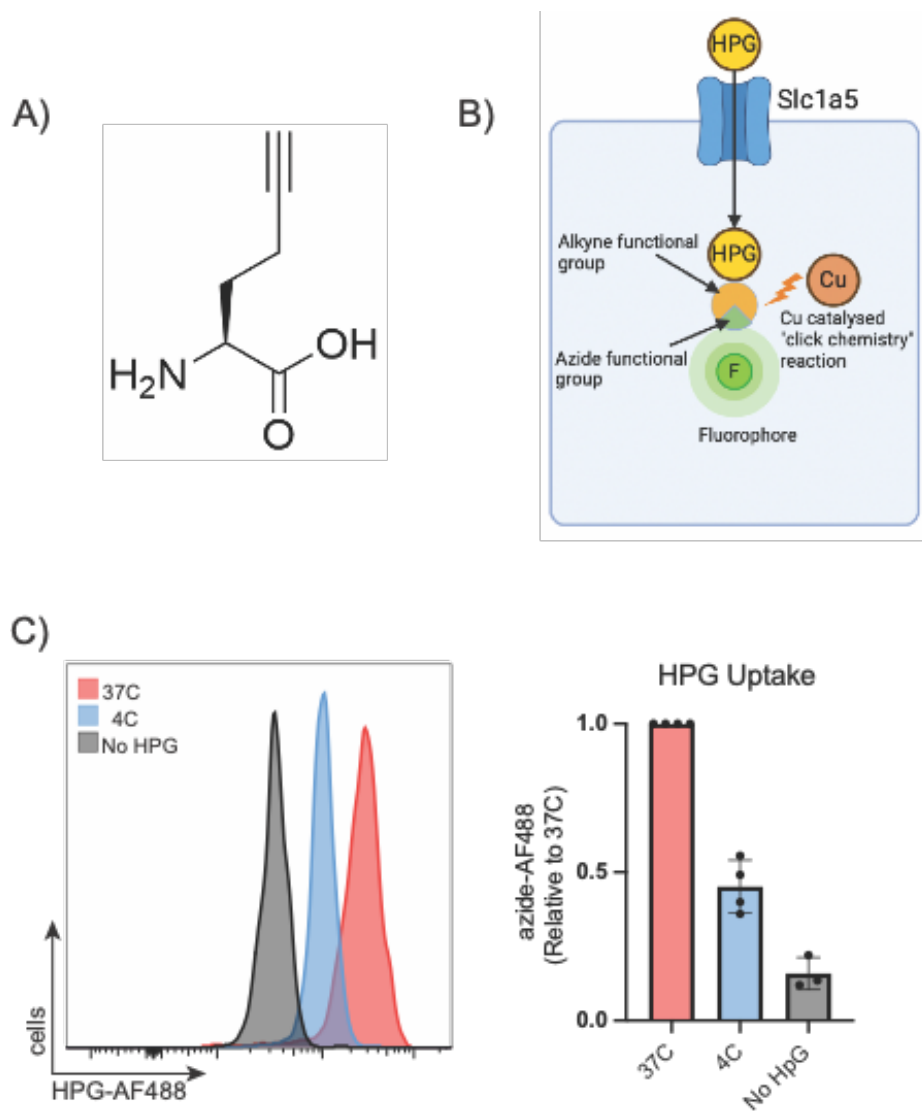 A)
H₂N
OH
O
B)
HPG
Slc1a5
Alkyne functional
group
HPG
Cu
Cu catalysed
"click chemistry"
reaction
Azide functional
group
F
Fluorophore
C)
37C
4C
No HPG
cells
HPG-AF488
HPG Uptake
azide-AF488
(Relative to 37C)
1.0
0.5
0.0
37C
4C
No HpG